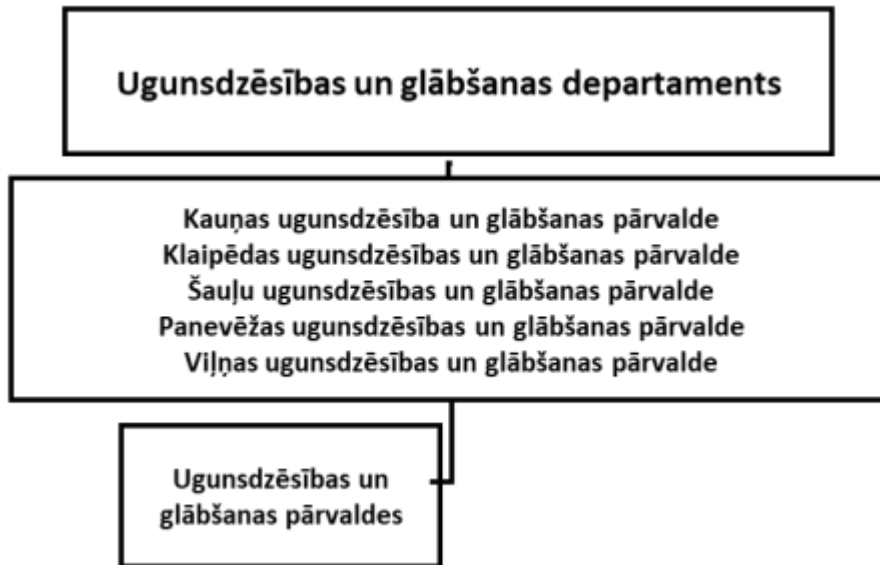 Ugunsdzēsības un glābšanas departaments
Kauņas ugunsdzēsība un glābšanas pārvalde
Klaipēdas ugunsdzēsības un glābšanas pārvalde
Šauļu ugunsdzēsības un glābšanas pārvalde
Panevēžas ugunsdzēsības un glābšanas pārvalde
Viļņas ugunsdzēsības un glābšanas pārvalde
Ugunsdzēsības un
glābšanas pārvaldes